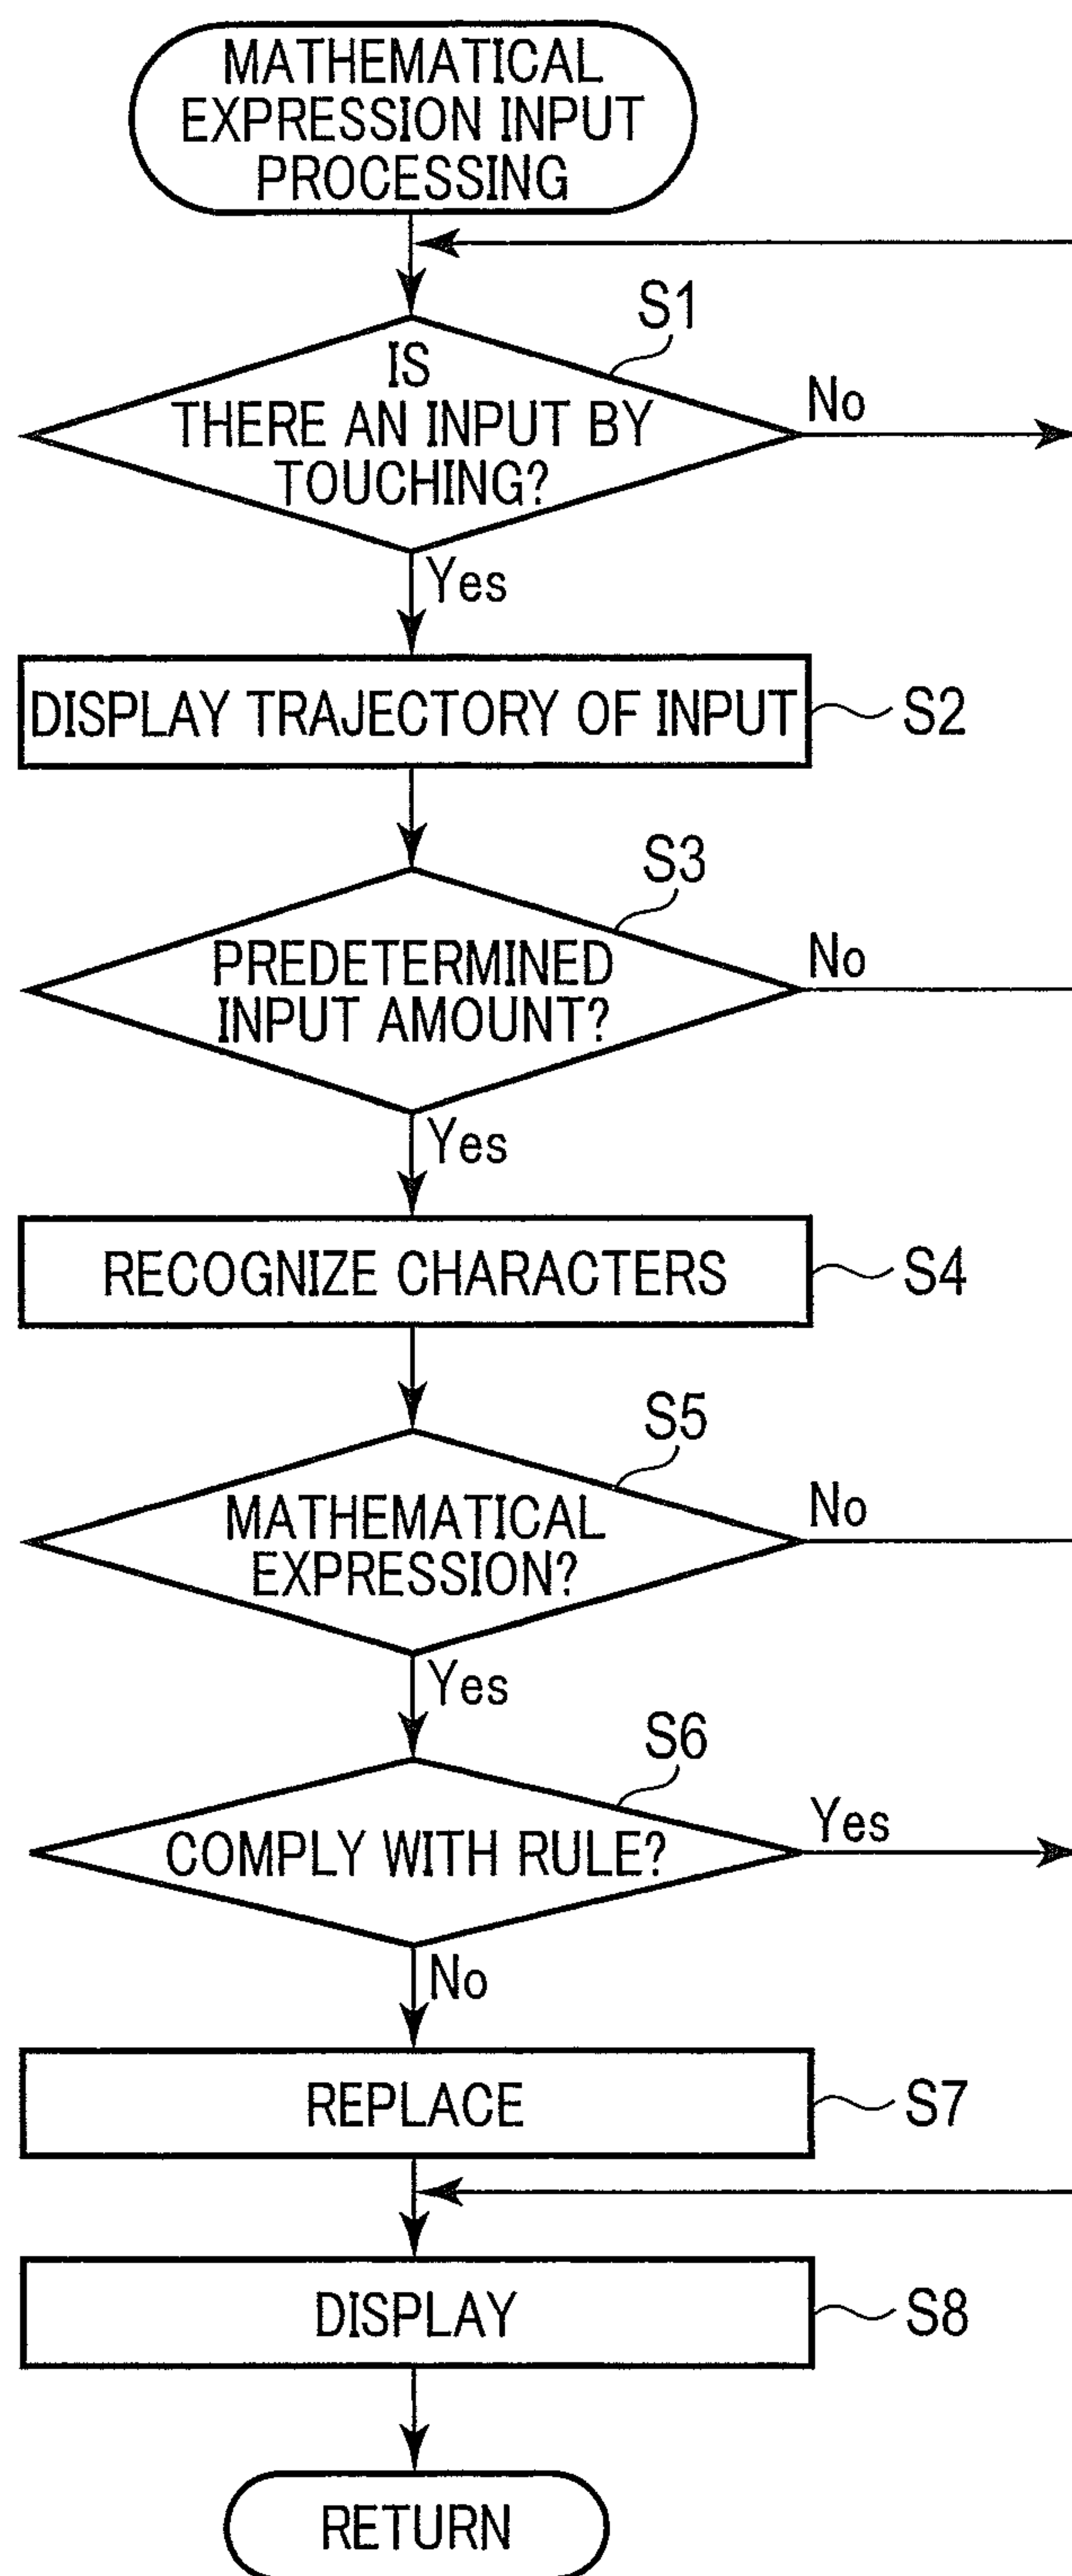 MATHEMATICAL
EXPRESSION INPUT
PROCESSING
S1
IS
THERE AN INPUT BY
TOUCHING?
No
Yes
DISPLAY TRAJECTORY OF INPUT
S2
S3
PREDETERMINED
INPUT AMOUNT?
No
Yes
RECOGNIZE CHARACTERS
S4
S5
MATHEMATICAL
EXPRESSION?
No
Yes
S6
COMPLY WITH RULE?
Yes
No
REPLACE
S7
DISPLAY
S8
RETURN